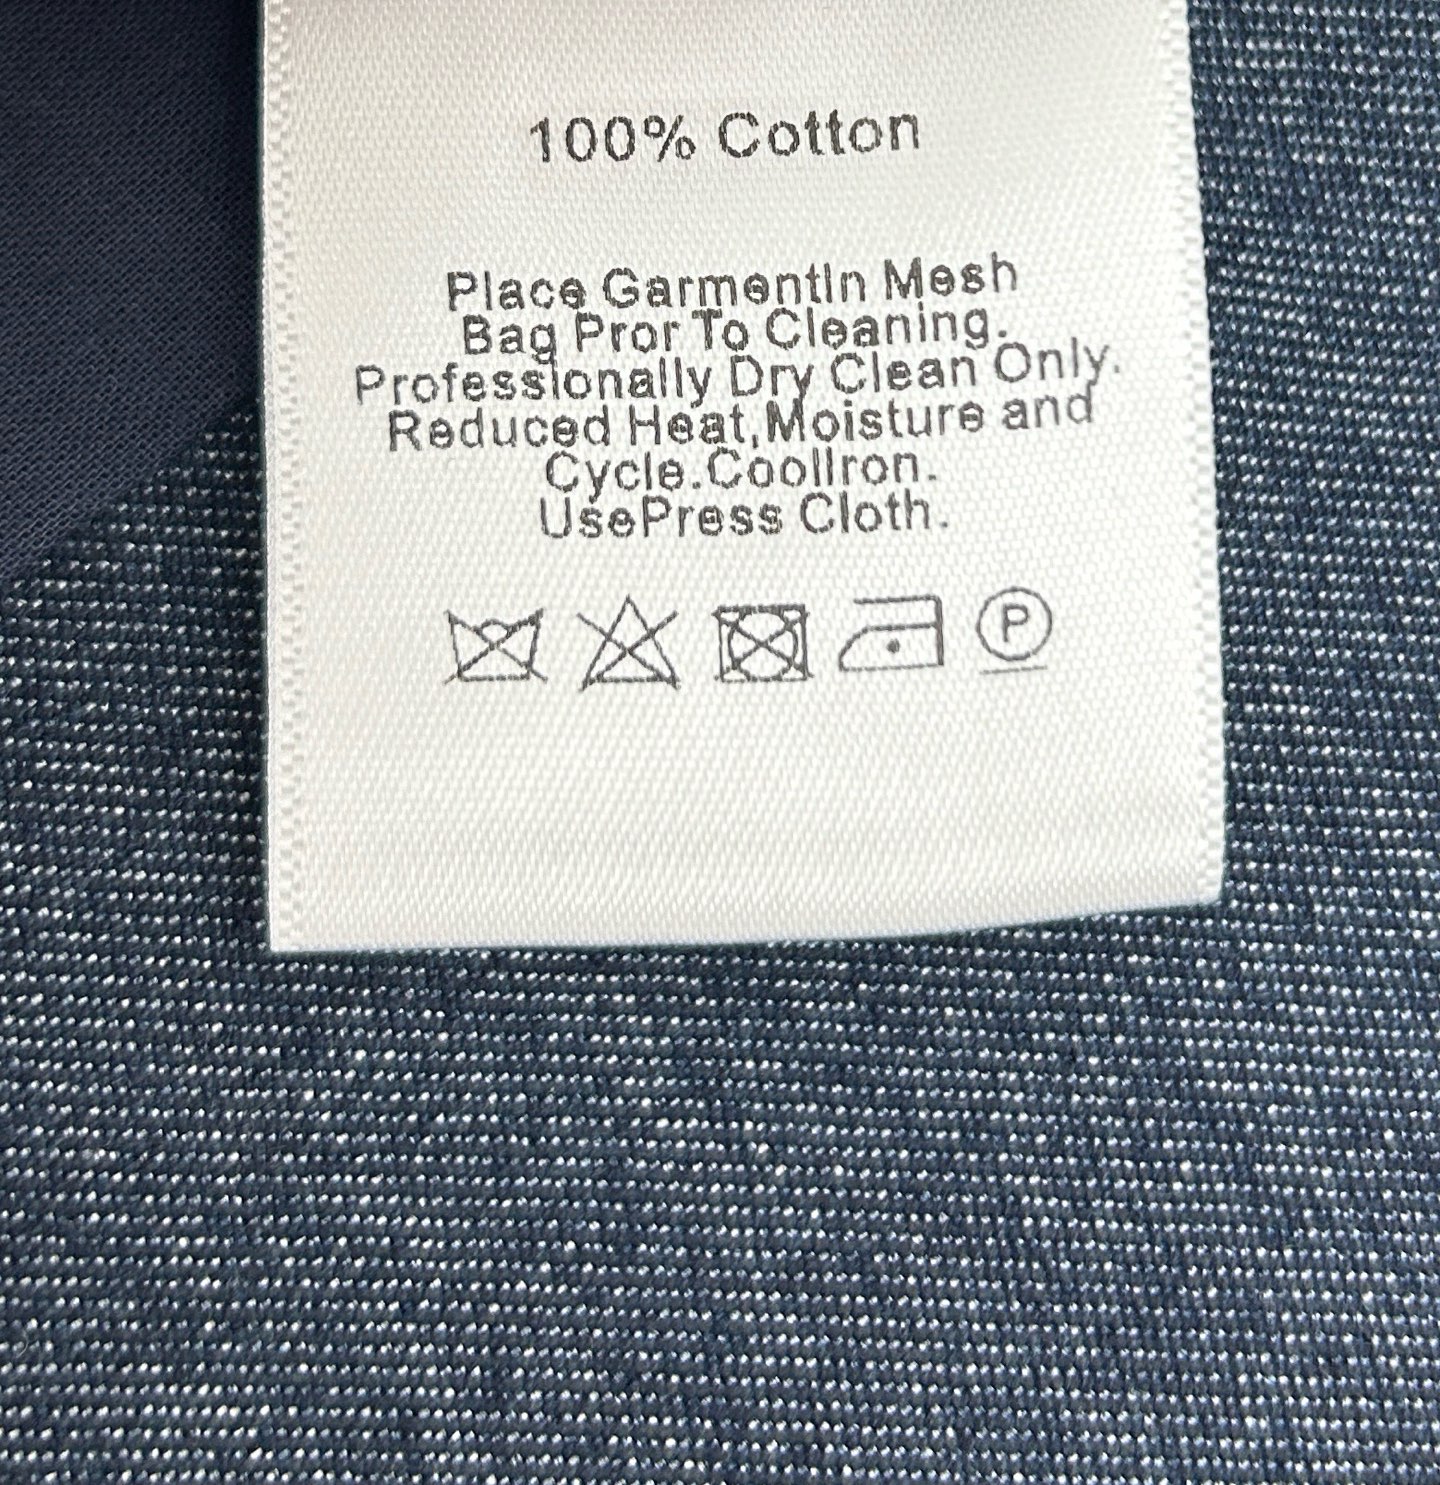 100% Cotton
Place GarmentIn Mesh
Bag Pror To Cleaning.
Professionally Dry Clean Only.
Reduced Heat,Moisture and
Cycle.CoolIron.
UsePress Cloth.
P